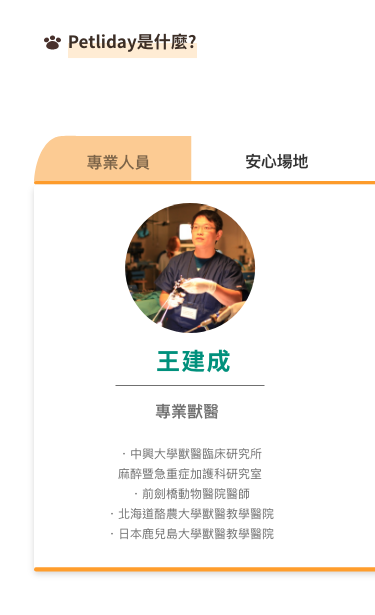 Petliday是什麼?
專業人員
安心場地
王建成
專業獸醫
·中興大學獸醫臨床研究所
麻醉暨急重症加護科研究室
·前劍橋動物醫院醫師
·北海道酪農大學獸醫教學醫院
·日本鹿兒島大學獸醫教學醫院